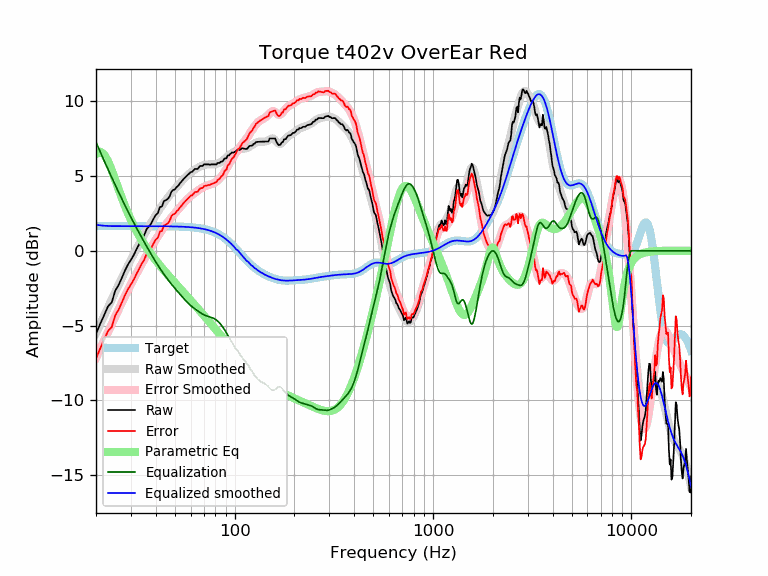 Torque t402v OverEar Red
Amplitude (dBr)
10
5
0
−5
−10
−15
Target
Raw Smoothed
Error Smoothed
Raw
Error
Parametric Eq
Equalization
Equalized smoothed
100
1000
10000
Frequency (Hz)